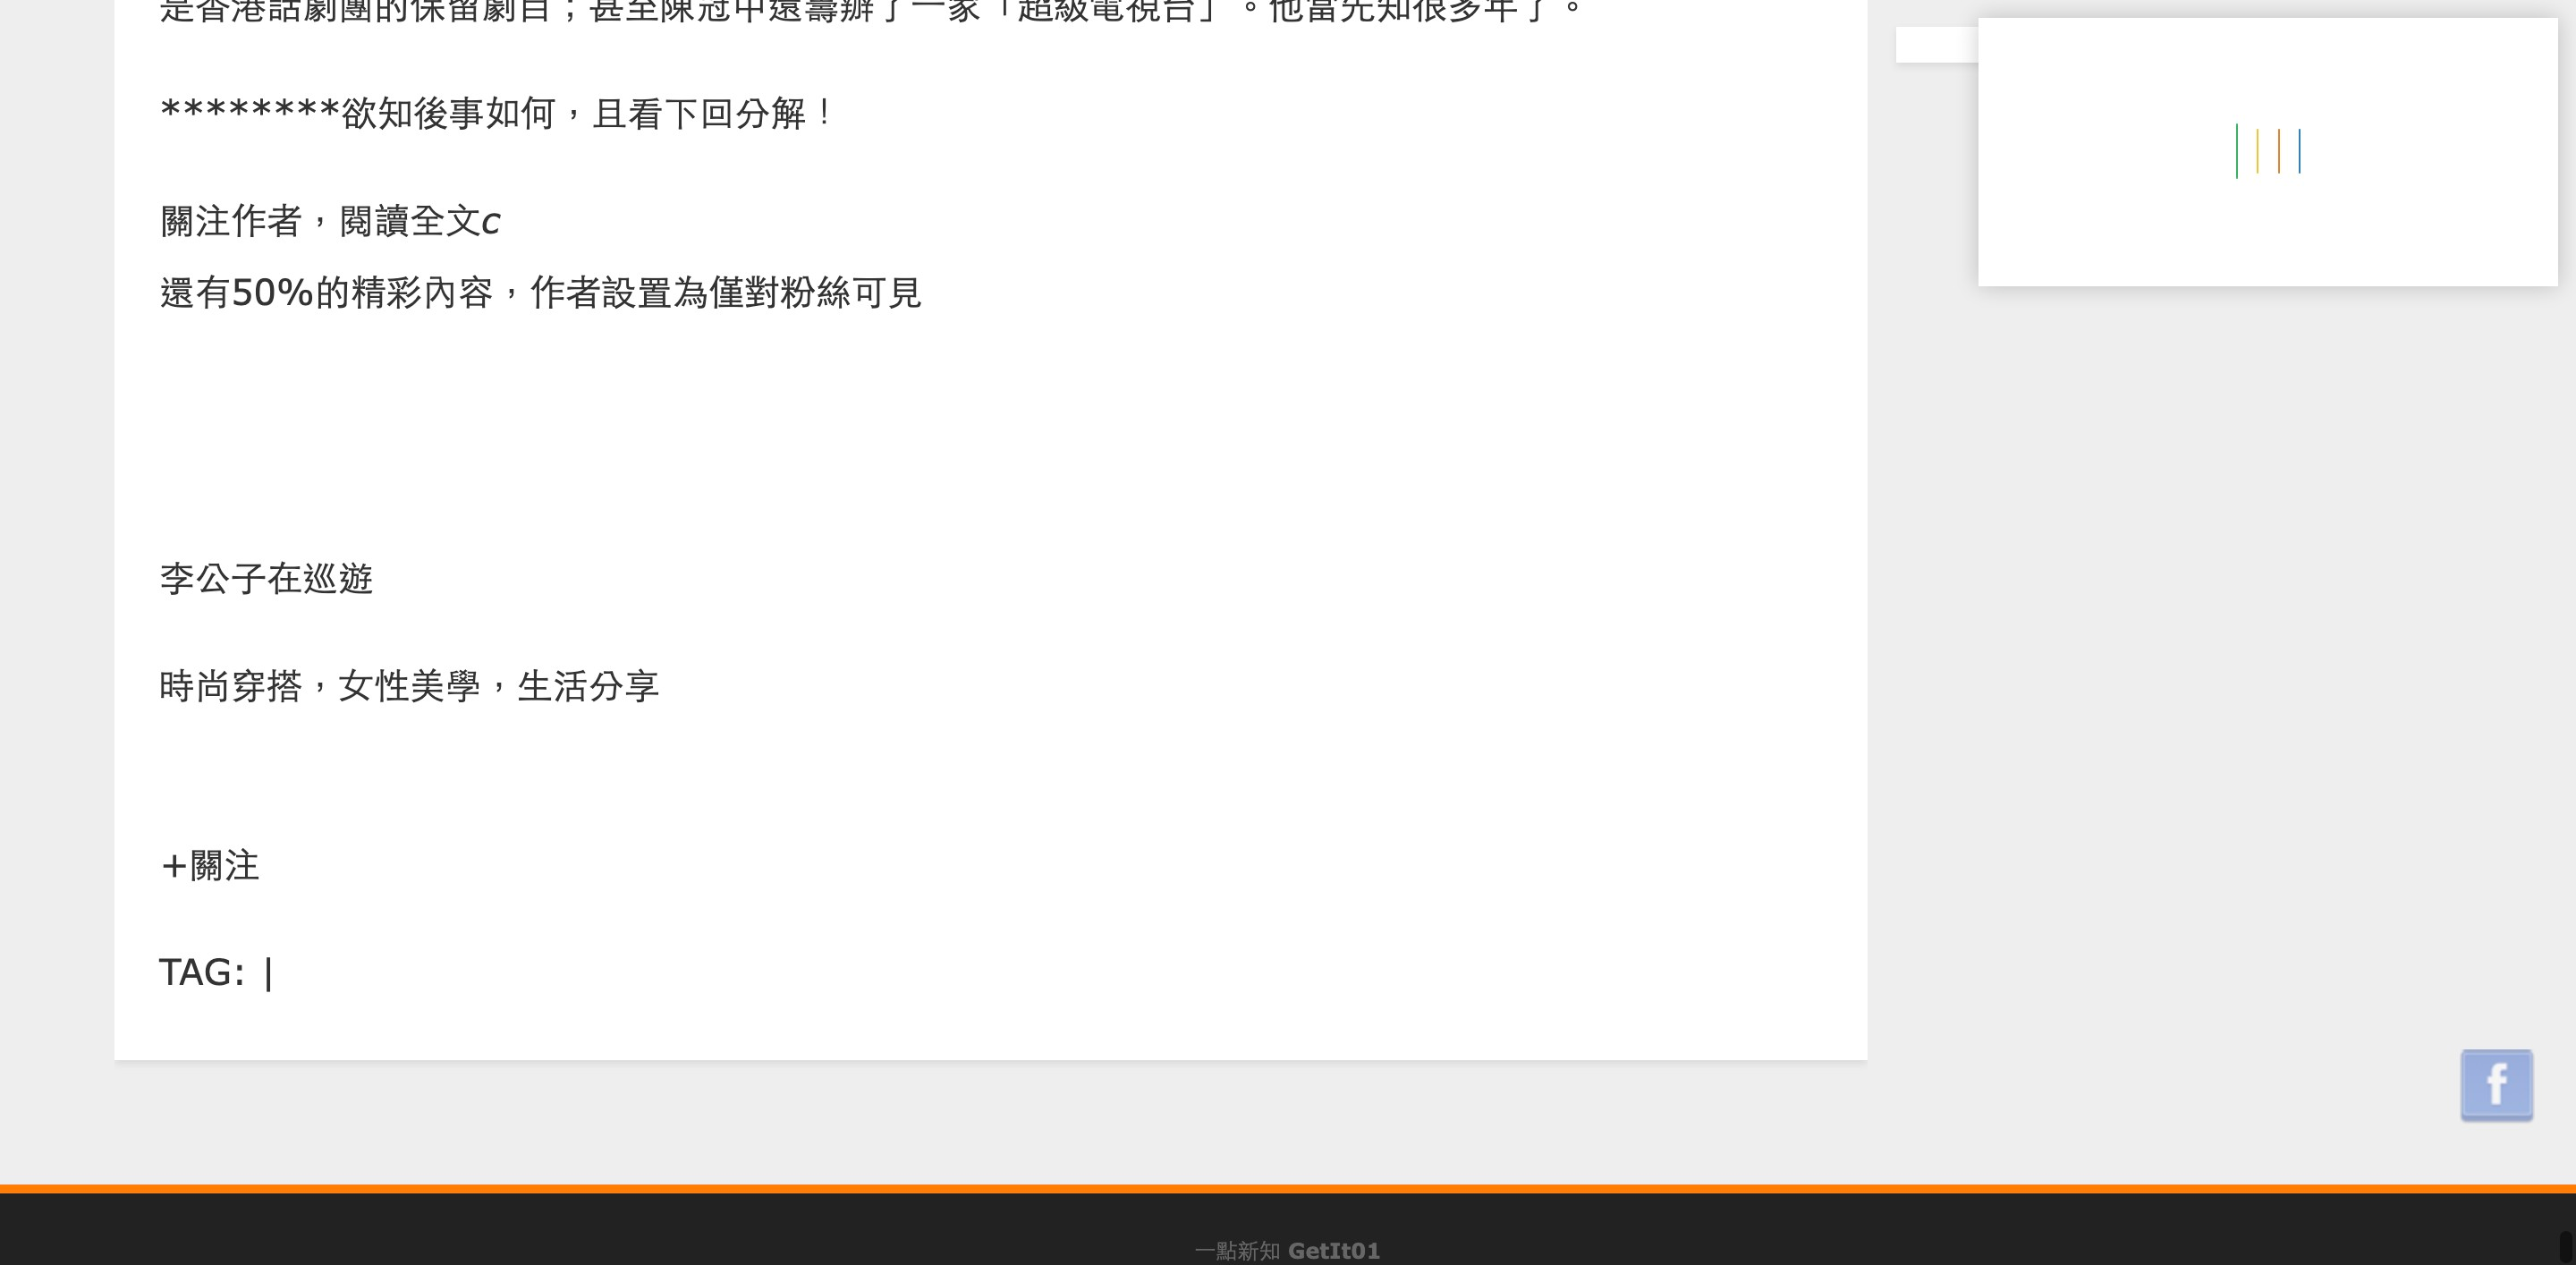 是香港話劇團的保留劇目；甚至陳冠中還籌辦了一家「超級電視台」。他當先知很多年了。
********欲知後事如何，且看下回分解！
關注作者，閱讀全文c
還有50%的精彩內容，作者設置為僅對粉絲可見
李公子在巡遊
時尚穿搭，女性美學，生活分享
+關注
TAG: |
f
一點新知 GetIt01